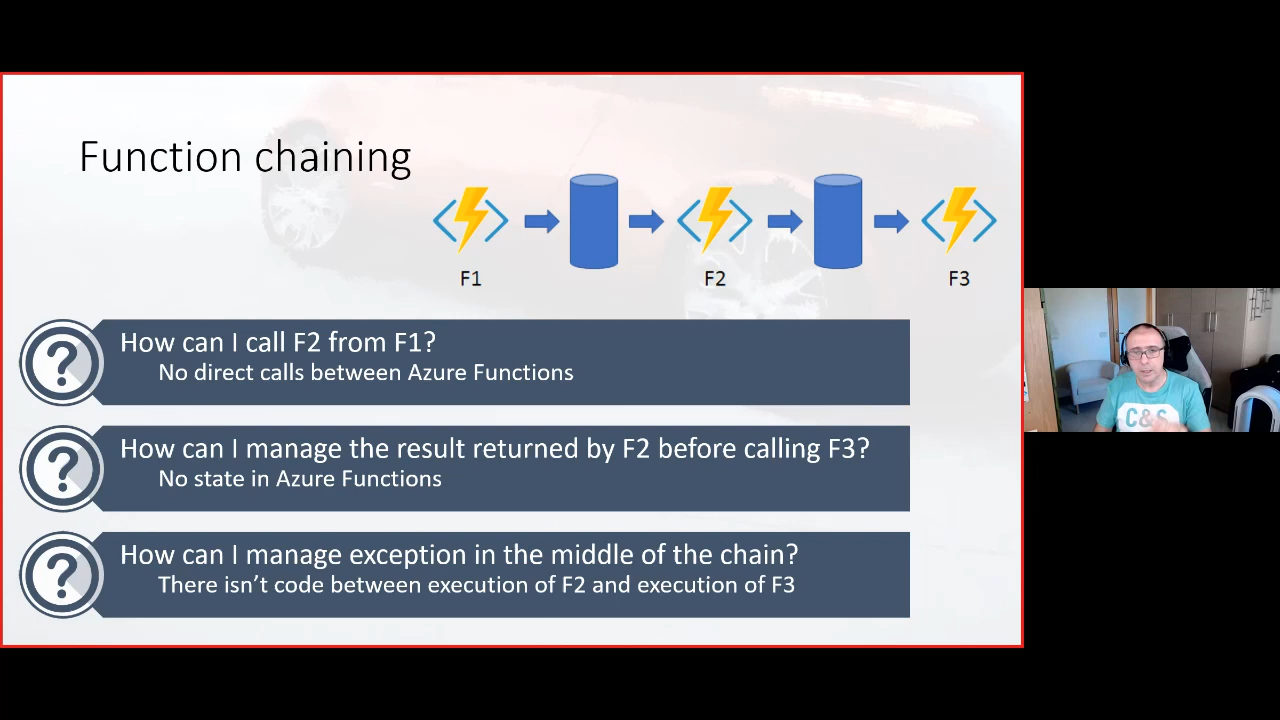 Function chaining
F1
F2
F3
How can I call F2 from F1?
No direct calls between Azure Functions
How can I manage the result returned by F2 before calling F3?
No state in Azure Functions
How can I manage exception in the middle of the chain?
There isn't code between execution of F2 and execution of F3
C&S